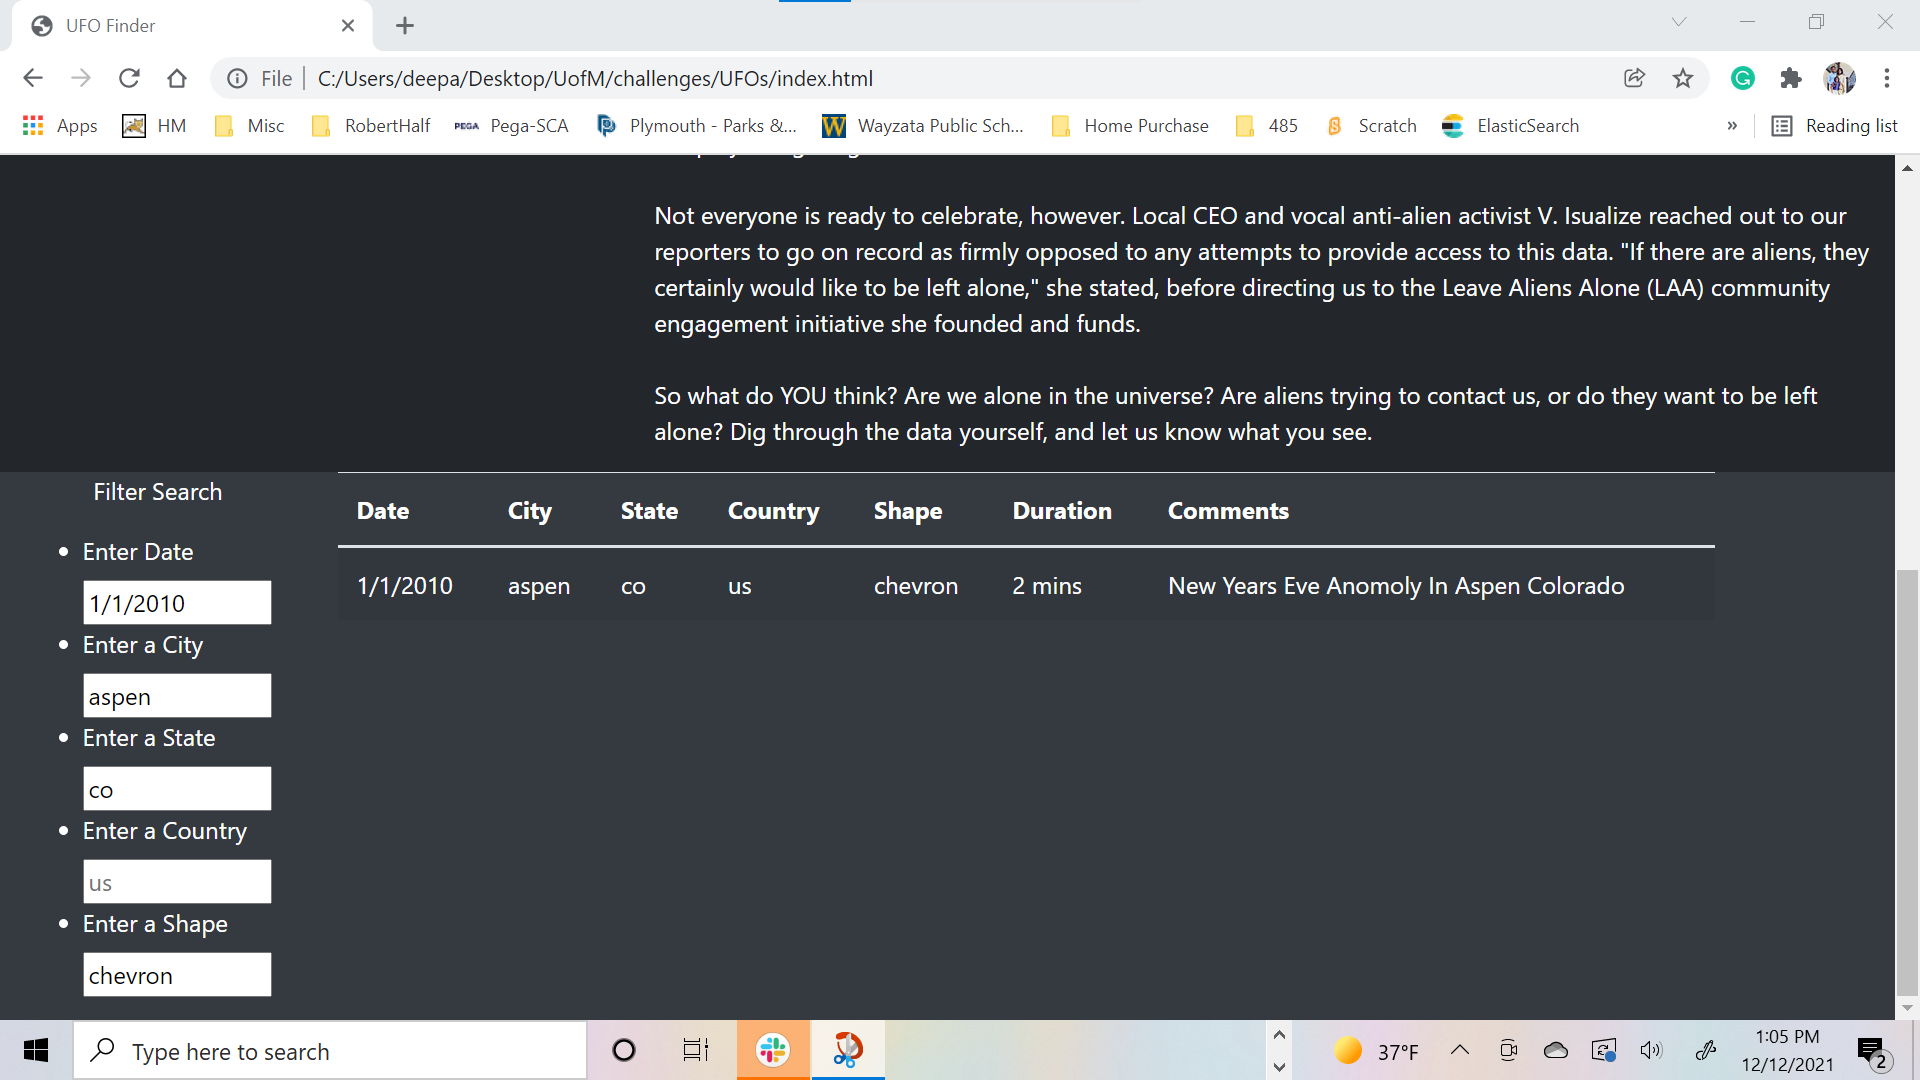 UFO Finder
File | C:/Users/deepa/Desktop/UofM/challenges/UFOs/index.html
Apps HM Misc RobertHalf PEGA Pega-SCA Plymouth - Parks &... W Wayzata Public Sch... Home Purchase 485 Scratch ElasticSearch » Reading list
Not everyone is ready to celebrate, however. Local CEO and vocal anti-alien activist V. Isualize reached out to our
reporters to go on record as firmly opposed to any attempts to provide access to this data. "If there are aliens, they
certainly would like to be left alone," she stated, before directing us to the Leave Aliens Alone (LAA) community
engagement initiative she founded and funds.
So what do YOU think? Are we alone in the universe? Are aliens trying to contact us, or do they want to be left
alone? Dig through the data yourself, and let us know what you see.
Filter Search
Enter Date
1/1/2010
Enter a City
aspen
Enter a State
co
Enter a Country
us
Enter a Shape
chevron
Date City State Country Shape Duration Comments
1/1/2010 aspen co us chevron 2 mins New Years Eve Anomoly In Aspen Colorado
Type here to search
37°F
1:05 PM
12/12/2021
2